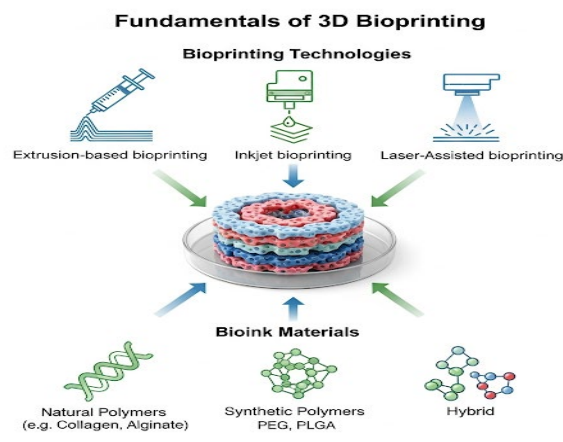 Fundamentals of 3D Bioprinting
Bioprinting Technologies
Extrusion-based bioprinting
Inkjet bioprinting
Laser-Assisted bioprinting
Bioink Materials
Natural Polymers
(e.g. Collagen, Alginate)
Synthetic Polymers
PEG, PLGA
Hybrid